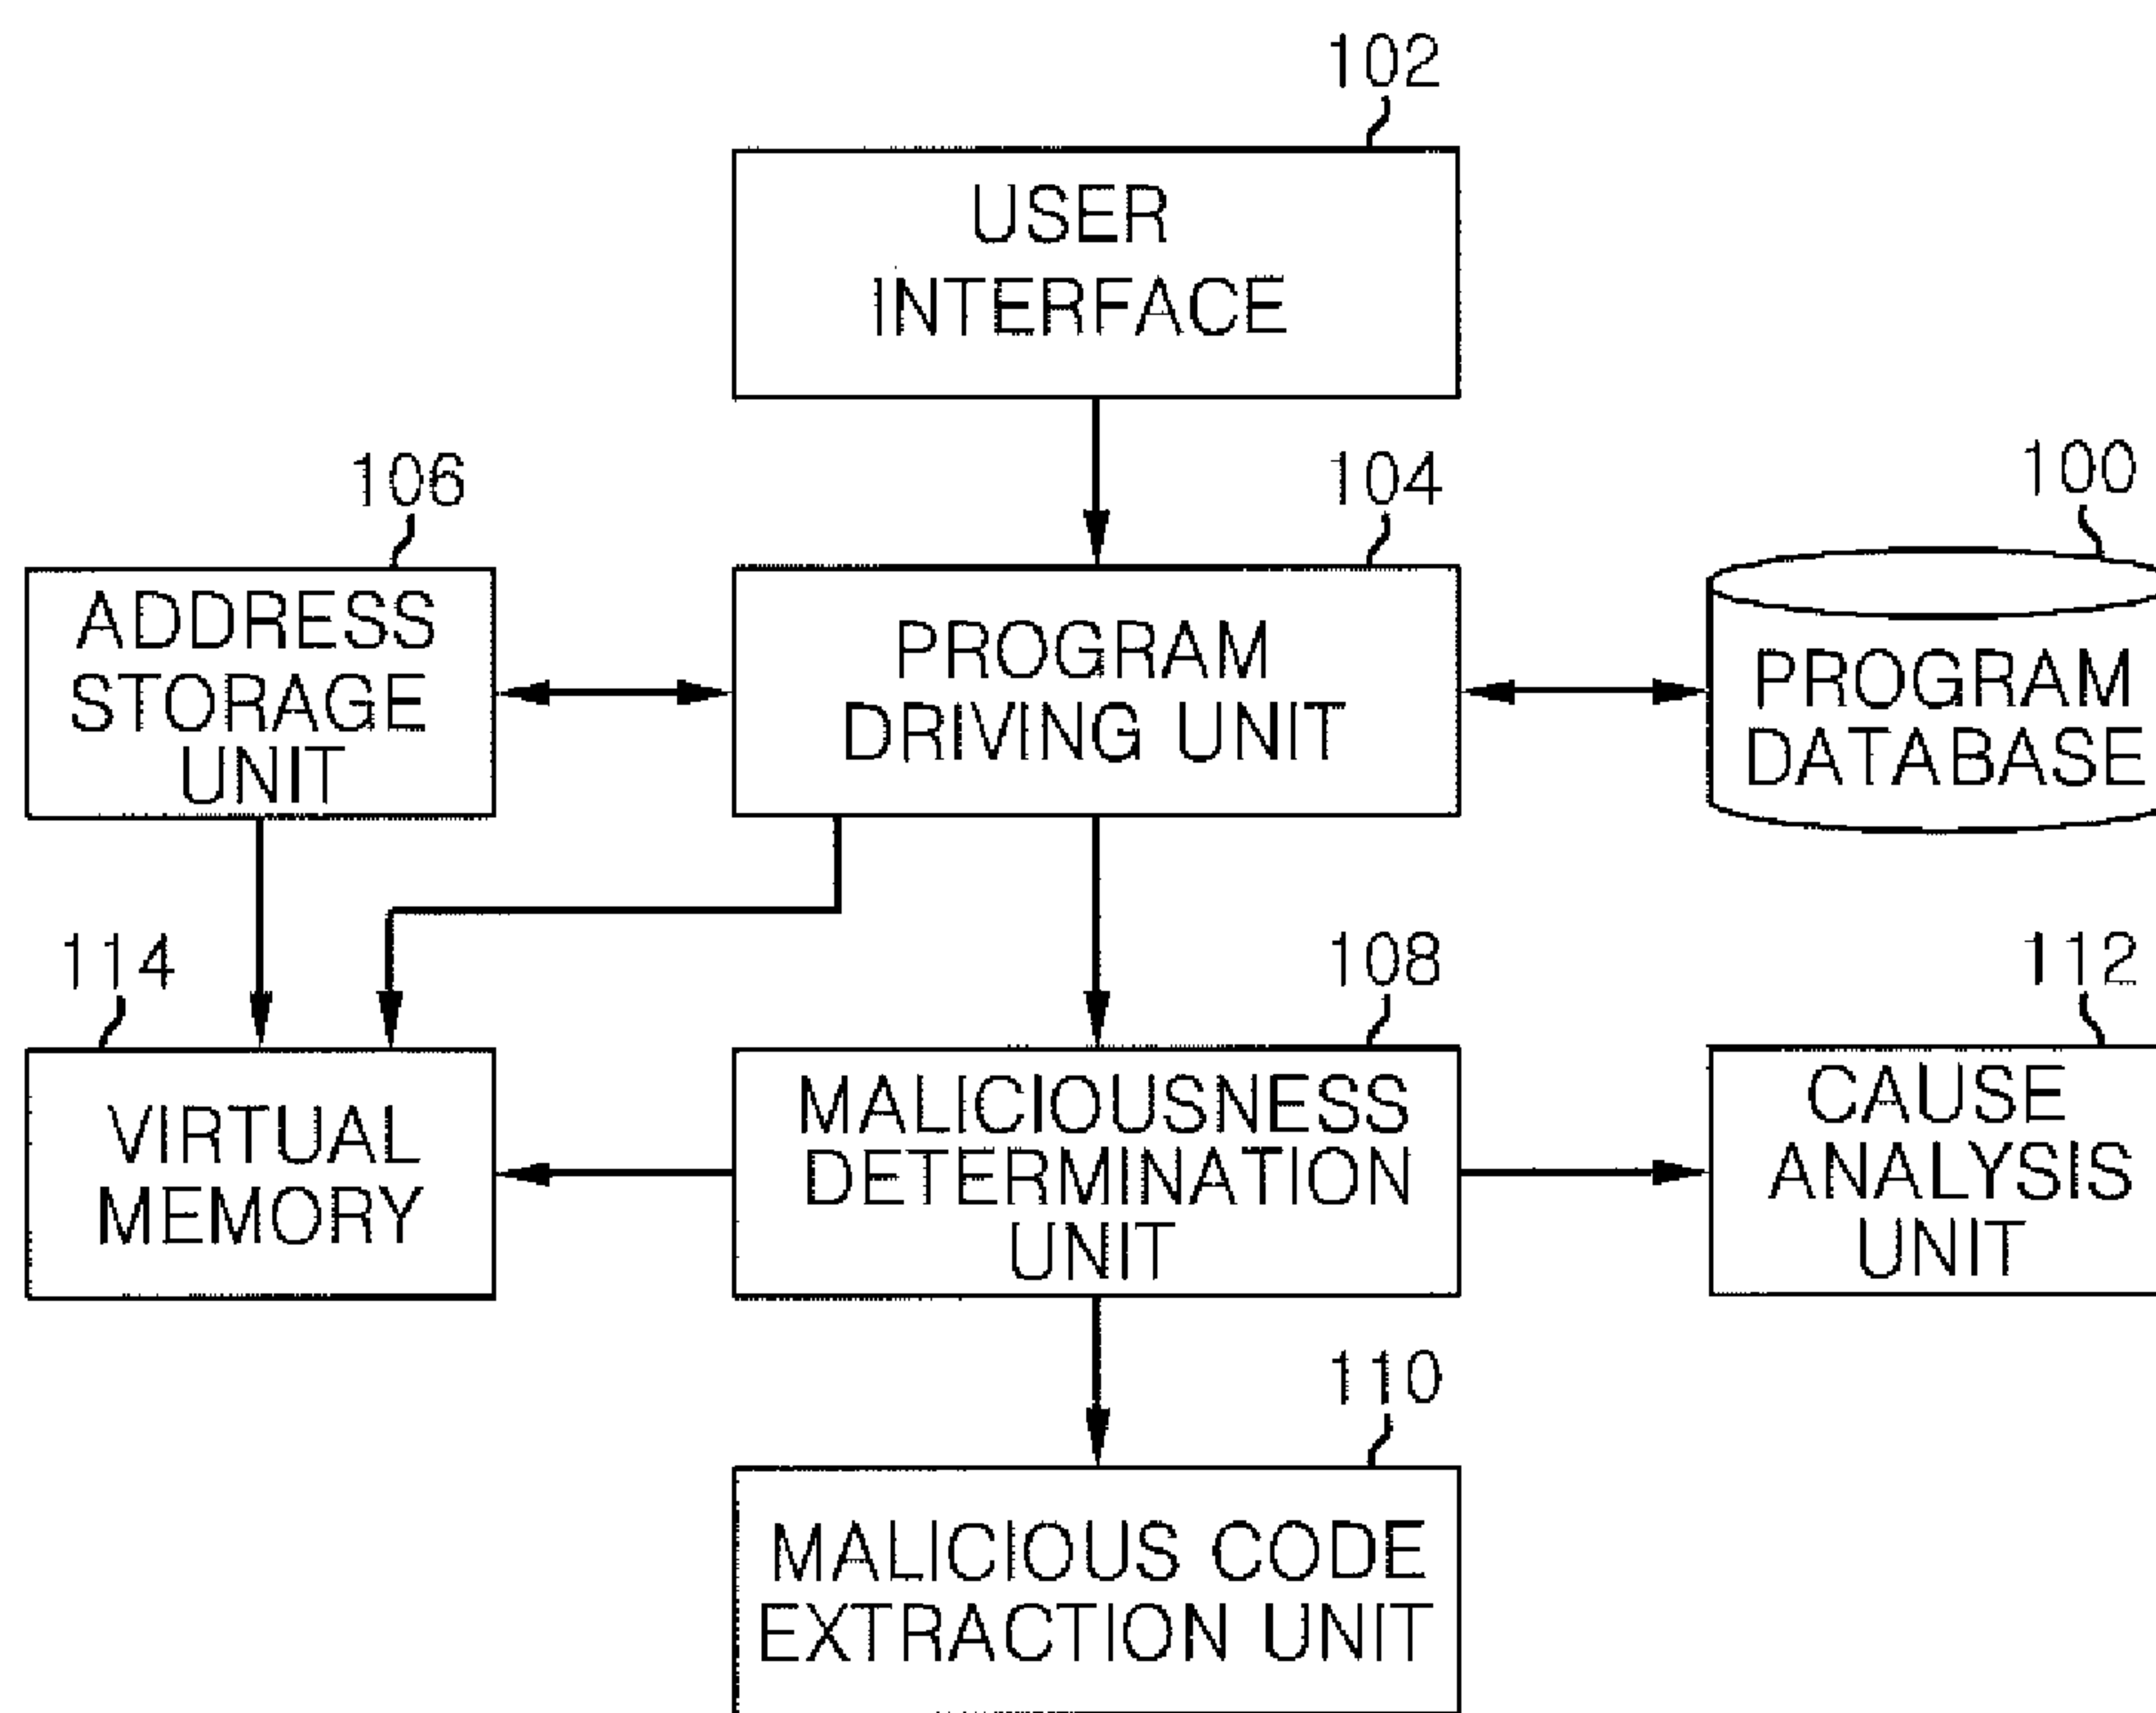 102
USER
INTERFACE
106
104
100
ADDRESS
STORAGE
UNIT
PROGRAM
DRIVING UNIT
PROGRAM
DATABASE
114
108
112
VIRTUAL
MEMORY
MALICIOUSNESS
DETERMINATION
UNIT
CAUSE
ANALYSIS
UNIT
110
MALICIOUS CODE
EXTRACTION UNIT